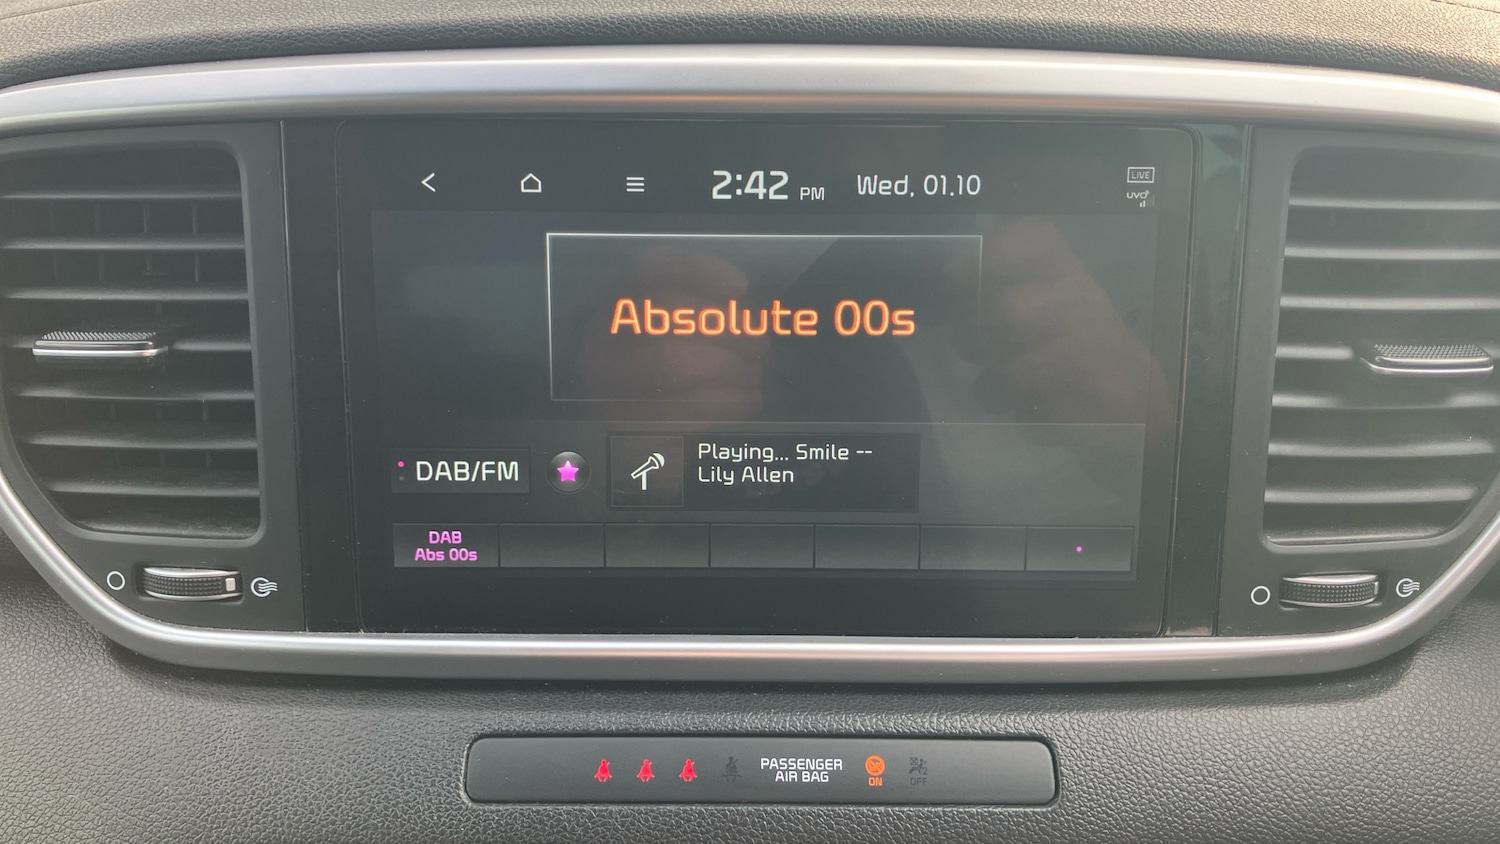 2:42 PM Wed, 01.10
LIVE
UVO
Absolute 00s
DAB/FM
Playing... Smile --
Lily Allen
DAB
Abs 00s
PASSENGER
AIR BAG
ON
OFF